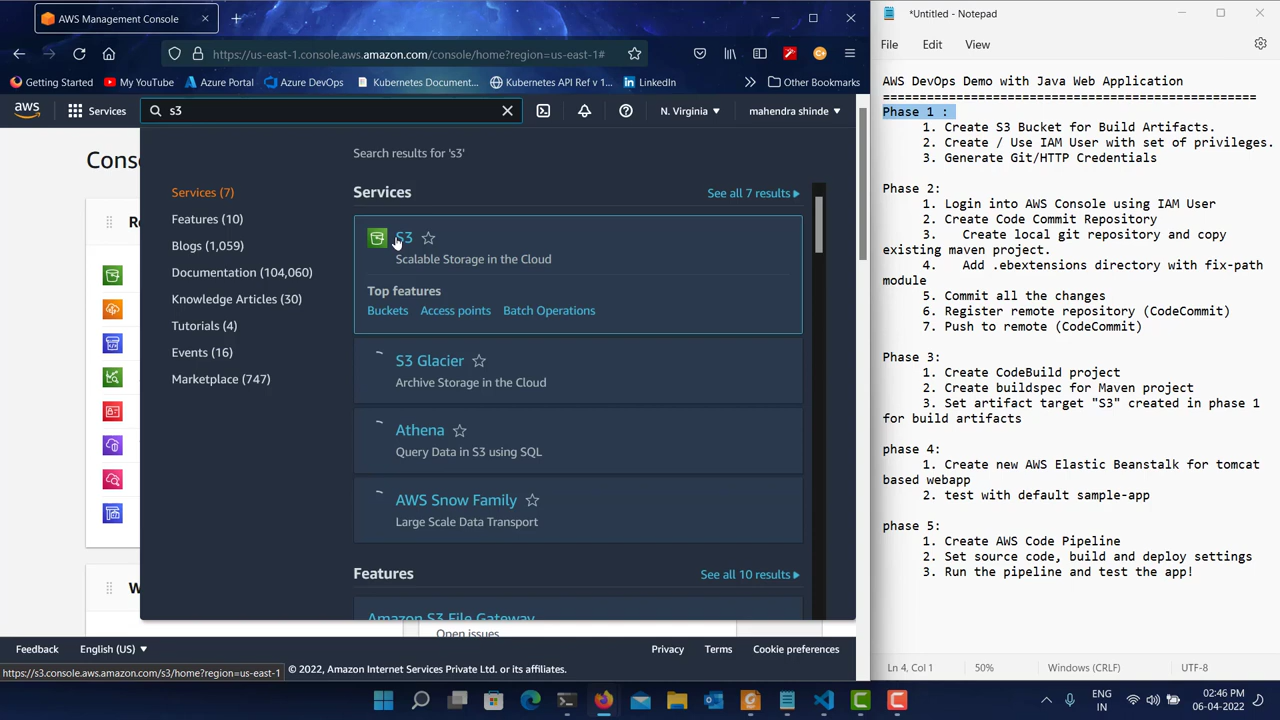 AWS Management Console
https://us-east-1.console.aws.amazon.com/console/home?region=us-east-1#
Getting Started
My YouTube
Azure Portal
Azure DevOps
Kubernetes Document...
Kubernetes API Ref v 1...
LinkedIn
Other Bookmarks
aws
Services
s3
N. Virginia
mahendra shinde
Search results for 's3'
Services (7)
Features (10)
Blogs (1,059)
Documentation (104,060)
Knowledge Articles (30)
Tutorials (4)
Events (16)
Marketplace (747)
Services
See all 7 results
S3
Scalable Storage in the Cloud
Top features
Buckets Access points Batch Operations
S3 Glacier
Archive Storage in the Cloud
Athena
Query Data in S3 using SQL
AWS Snow Family
Large Scale Data Transport
Features
See all 10 results
Amazon S3 File Gateway
Open issues
Feedback
English (US)
Privacy
Terms
Cookie preferences
https://s3.console.aws.amazon.com/s3/home?region=us-east-1
© 2022, Amazon Internet Services Private Ltd. or its affiliates.
*Untitled - Notepad
File Edit View
AWS DevOps Demo with Java Web Application
=================================================
Phase 1 :
1. Create S3 Bucket for Build Artifacts.
2. Create / Use IAM User with set of privileges.
3. Generate Git/HTTP Credentials
Phase 2:
1. Login into AWS Console using IAM User
2. Create Code Commit Repository
3. Create local git repository and copy
existing maven project.
4. Add .ebextensions directory with fix-path
module
5. Commit all the changes
6. Register remote repository (CodeCommit)
7. Push to remote (CodeCommit)
Phase 3:
1. Create CodeBuild project
2. Create buildspec for Maven project
3. Set artifact target "S3" created in phase 1
for build artifacts
phase 4:
1. Create new AWS Elastic Beanstalk for tomcat
based webapp
2. test with default sample-app
phase 5:
1. Create AWS Code Pipeline
2. Set source code, build and deploy settings
3. Run the pipeline and test the app!
Ln 4, Col 1
50%
Windows (CRLF)
UTF-8
ENG
IN
02:46 PM
06-04-2022